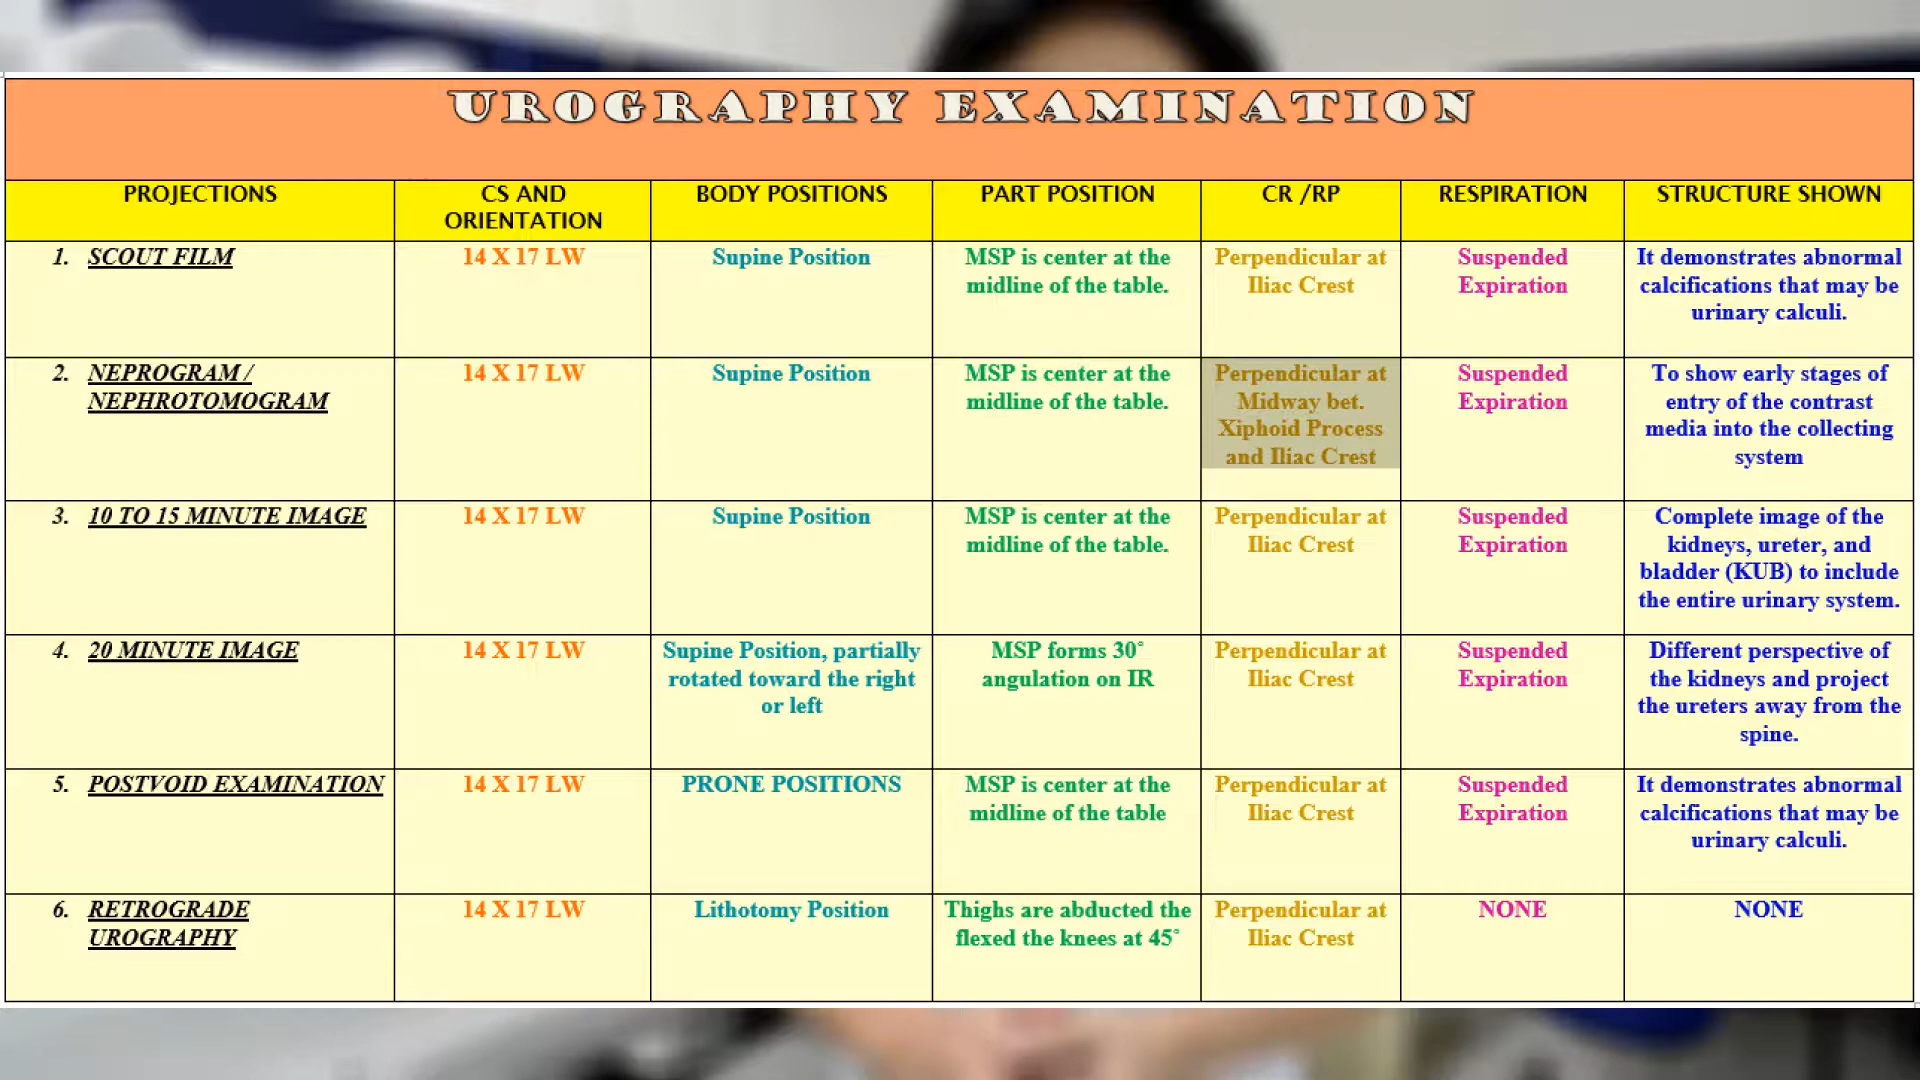 UROGRAPHY EXAMINATION
PROJECTIONS
CS AND
ORIENTATION
BODY POSITIONS
PART POSITION
CR /RP
RESPIRATION
STRUCTURE SHOWN
1. SCOUT FILM
14 X 17 LW
Supine Position
MSP is center at the
midline of the table.
Perpendicular at
Iliac Crest
Suspended
Expiration
It demonstrates abnormal
calcifications that may be
urinary calculi.
2. NEPROGRAM /
NEPHROTOMOGRAM
14 X 17 LW
Supine Position
MSP is center at the
midline of the table.
Perpendicular at
Midway bet.
Xiphoid Process
and Iliac Crest
Suspended
Expiration
To show early stages of
entry of the contrast
media into the collecting
system
3. 10 TO 15 MINUTE IMAGE
14 X 17 LW
Supine Position
MSP is center at the
midline of the table.
Perpendicular at
Iliac Crest
Suspended
Expiration
Complete image of the
kidneys, ureter, and
bladder (KUB) to include
the entire urinary system.
4. 20 MINUTE IMAGE
14 X 17 LW
Supine Position, partially
rotated toward the right
or left
MSP forms 30˚
angulation on IR
Perpendicular at
Iliac Crest
Suspended
Expiration
Different perspective of
the kidneys and project
the ureters away from the
spine.
5. POSTVOID EXAMINATION
14 X 17 LW
PRONE POSITIONS
MSP is center at the
midline of the table
Perpendicular at
Iliac Crest
Suspended
Expiration
It demonstrates abnormal
calcifications that may be
urinary calculi.
6. RETROGRADE
UROGRAPHY
14 X 17 LW
Lithotomy Position
Thighs are abducted the
flexed the knees at 45˚
Perpendicular at
Iliac Crest
NONE
NONE